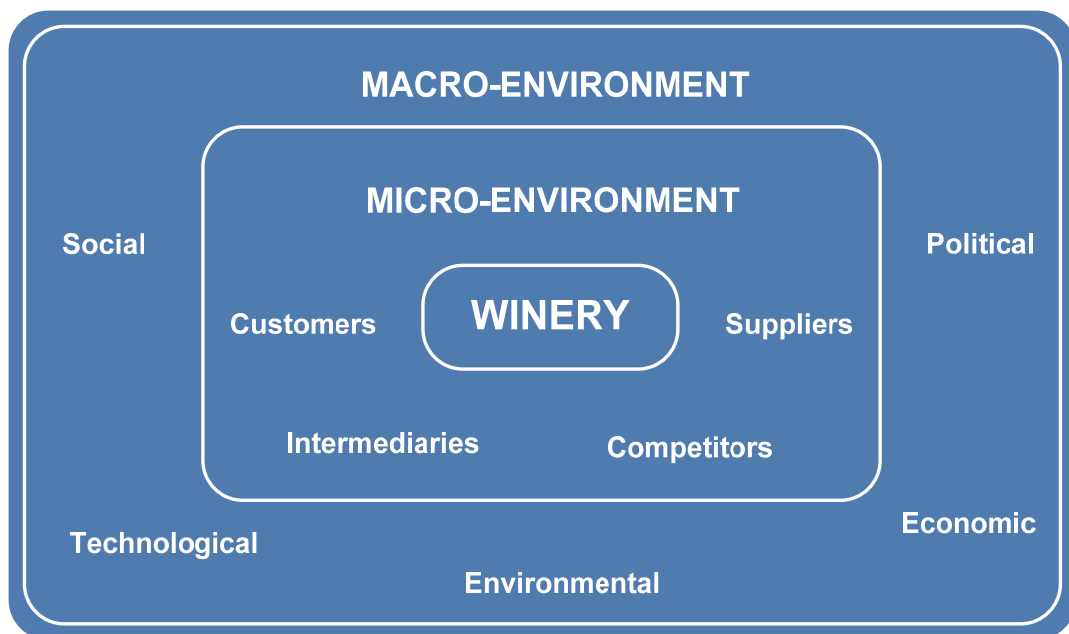 MACRO-ENVIRONMENT
MICRO-ENVIRONMENT
Social
Political
WINERY
Customers
Suppliers
Intermediaries
Competitors
Economic
Technological
Environmental